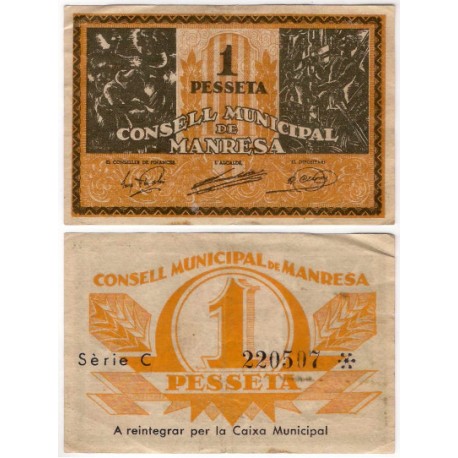 1
PESSETA
CONSELL MUNICIPAL
DE
MANRESA
EL CONSELLER DE FINANCES, L'ALCALDE, EL DIPOSITARI
CONSELL MUNICIPAL DE MANRESA
1
Sèrie C 220507
PESSETA
A reintegrar per la Caixa Municipal